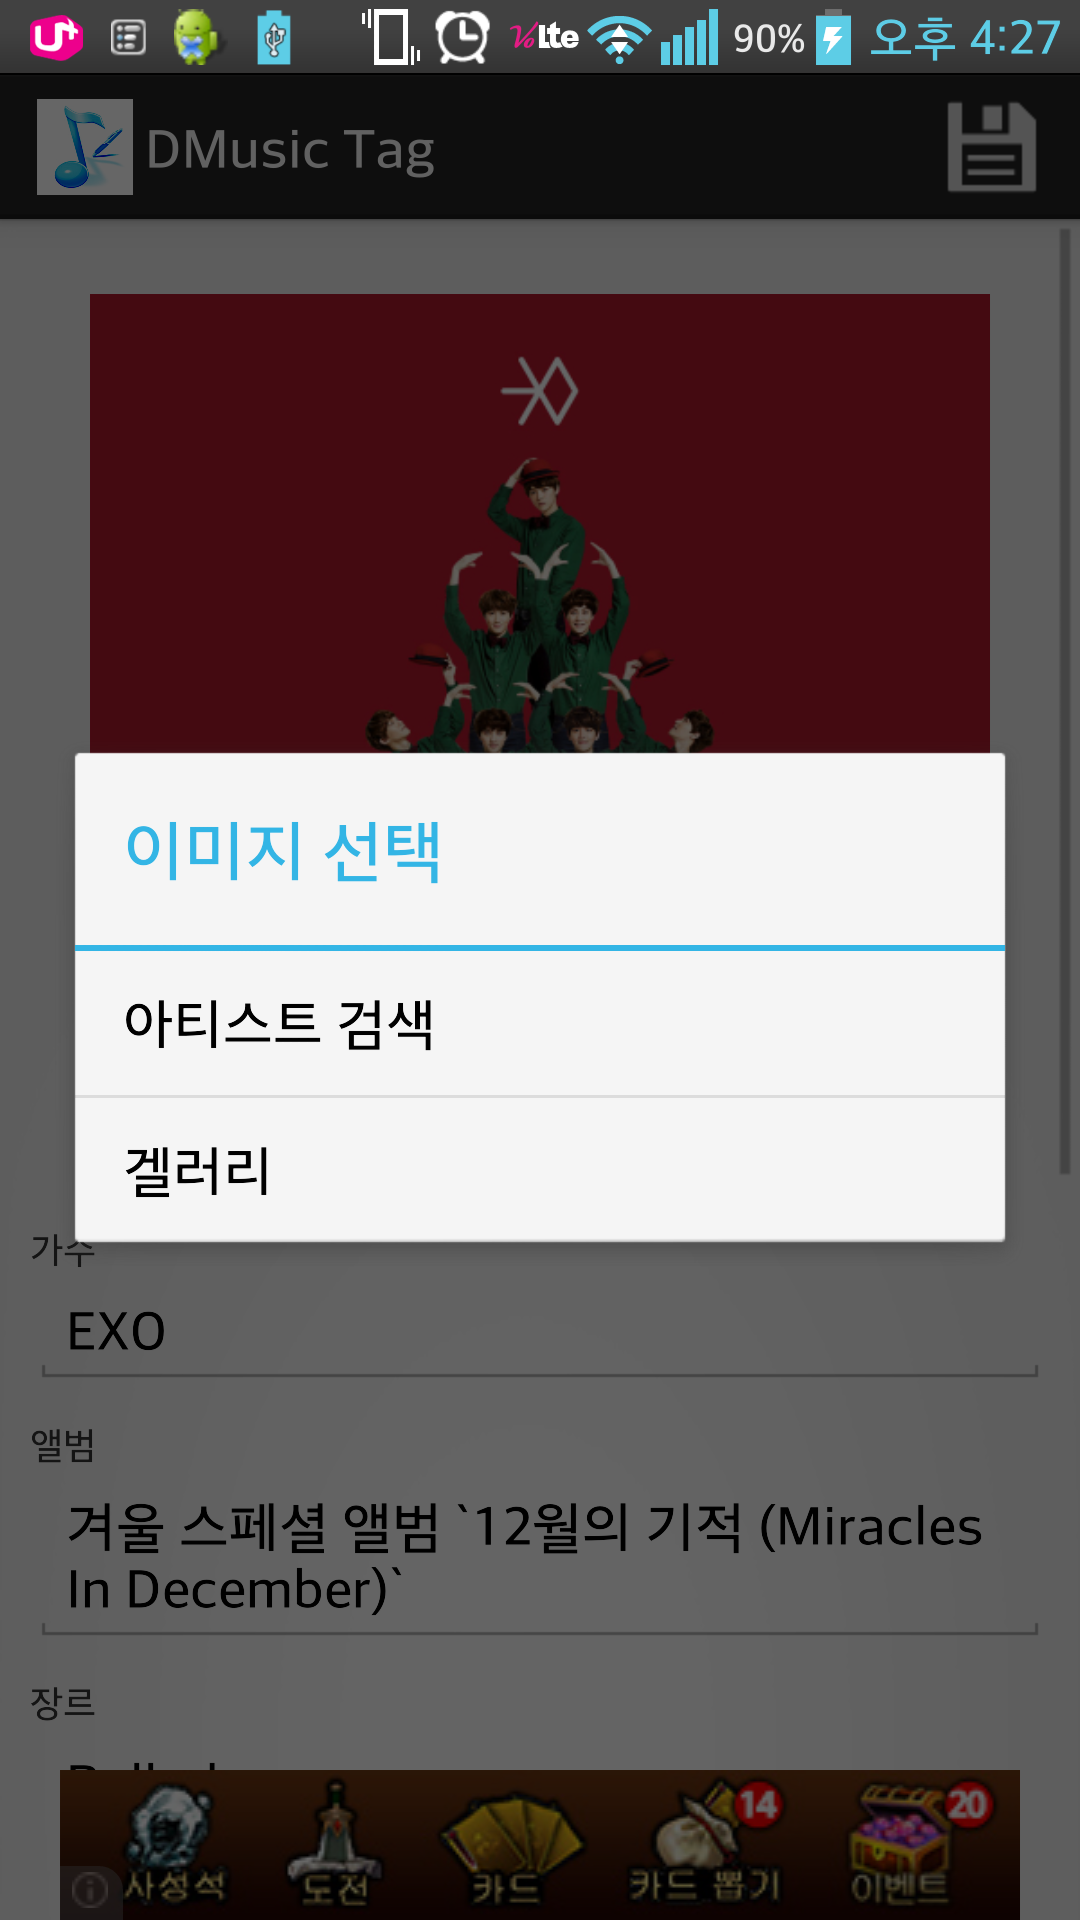 U+
VoLTE 90% 오후 4:27
DMusic Tag
EXO
이미지 선택
아티스트 검색
겔러리
가수
EXO
앨범
겨울 스페셜 앨범 `12월의 기적 (Miracles
In December)`
장르
14
20
사성석 도전 카드 카드 뽑기 이벤트